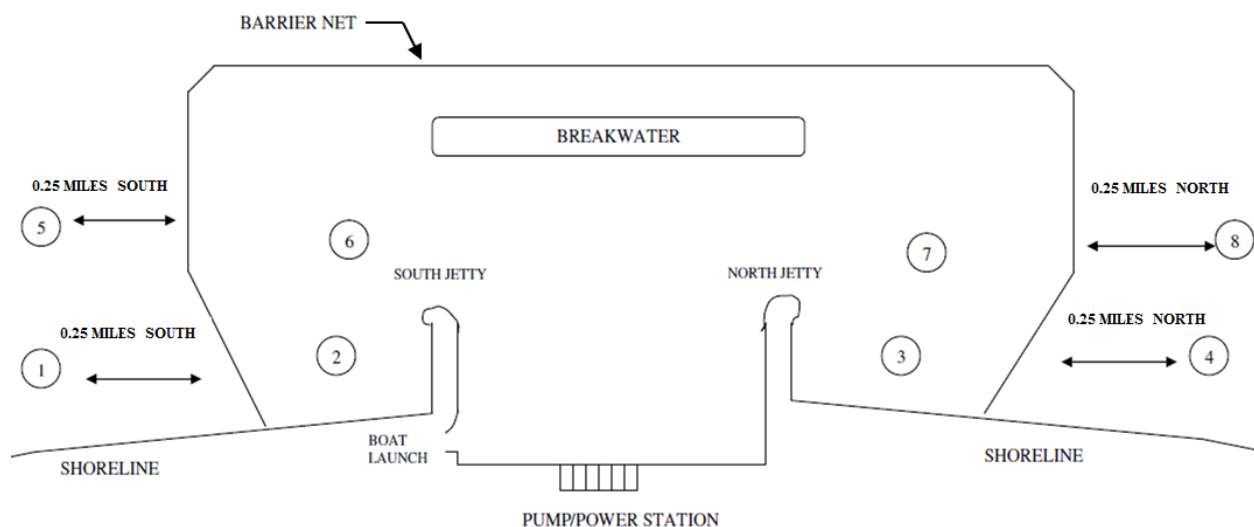 BARRIER NET
BREAKWATER
0.25 MILES SOUTH
0.25 MILES NORTH
5
6
7
8
SOUTH JETTY
NORTH JETTY
0.25 MILES SOUTH
0.25 MILES NORTH
1
2
3
4
BOAT
LAUNCH
SHORELINE
SHORELINE
PUMP/POWER STATION